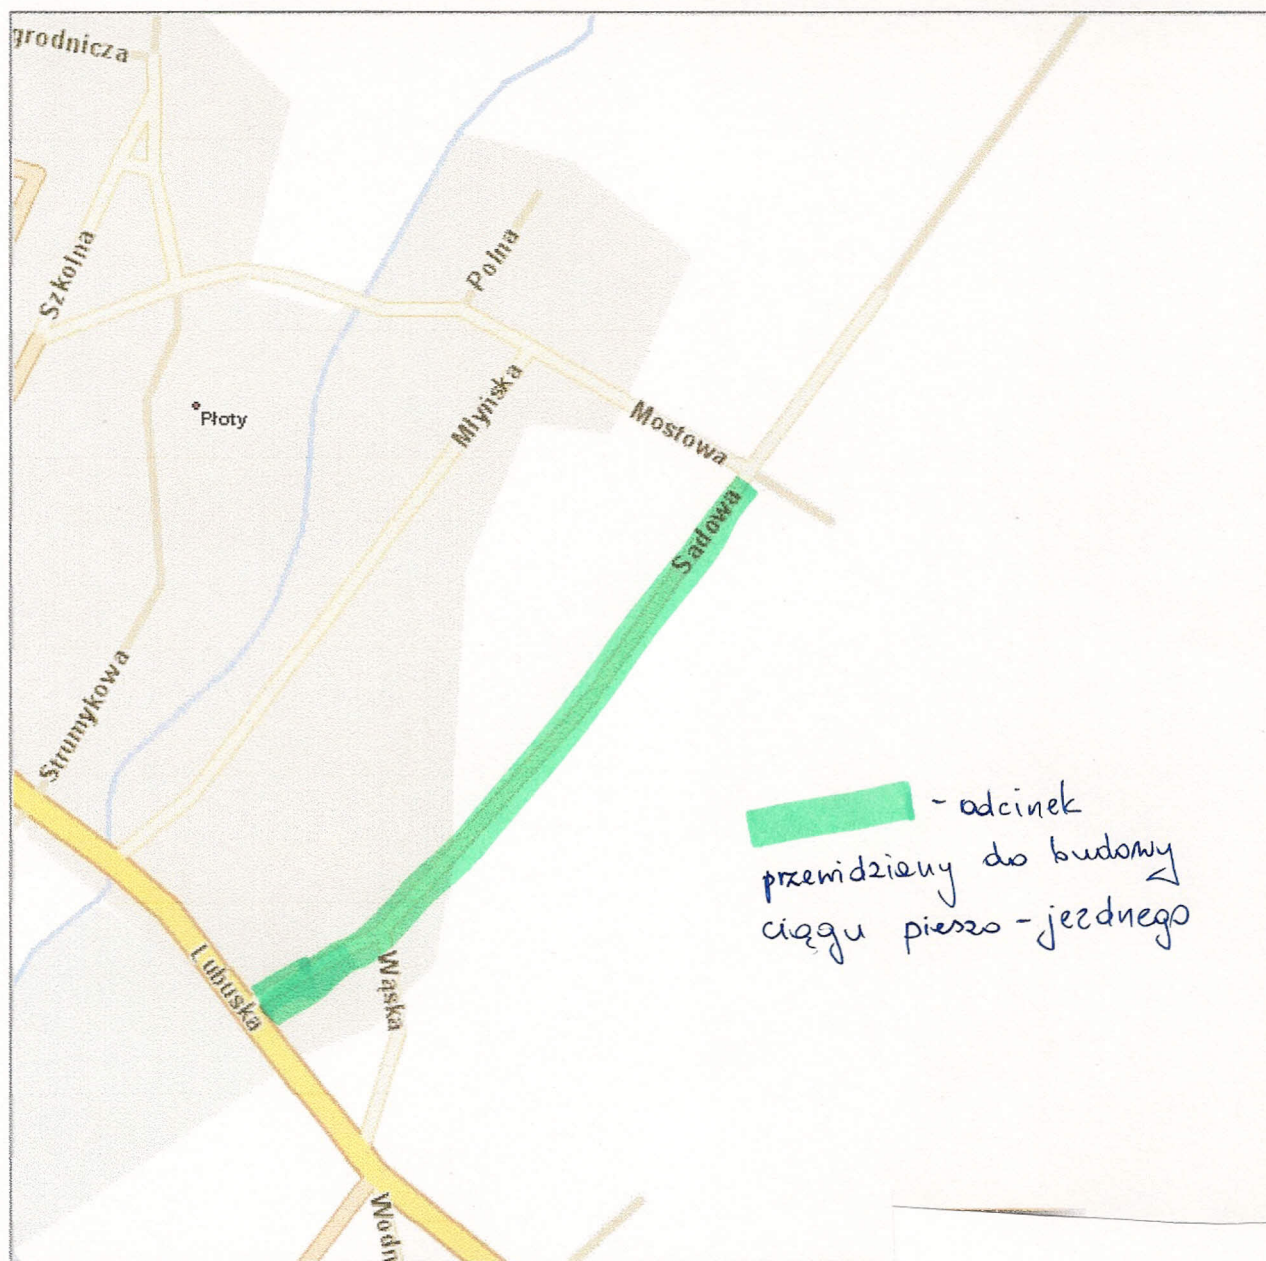 grodnicza
Szkolna
Polna
Płoty
Młyńska
Mostowa
Sadowa
Strumykowa
- odcinek
przewidziany do budowy
ciągu pieszo - jezdnego
Lubuska
Wąska
Wodn